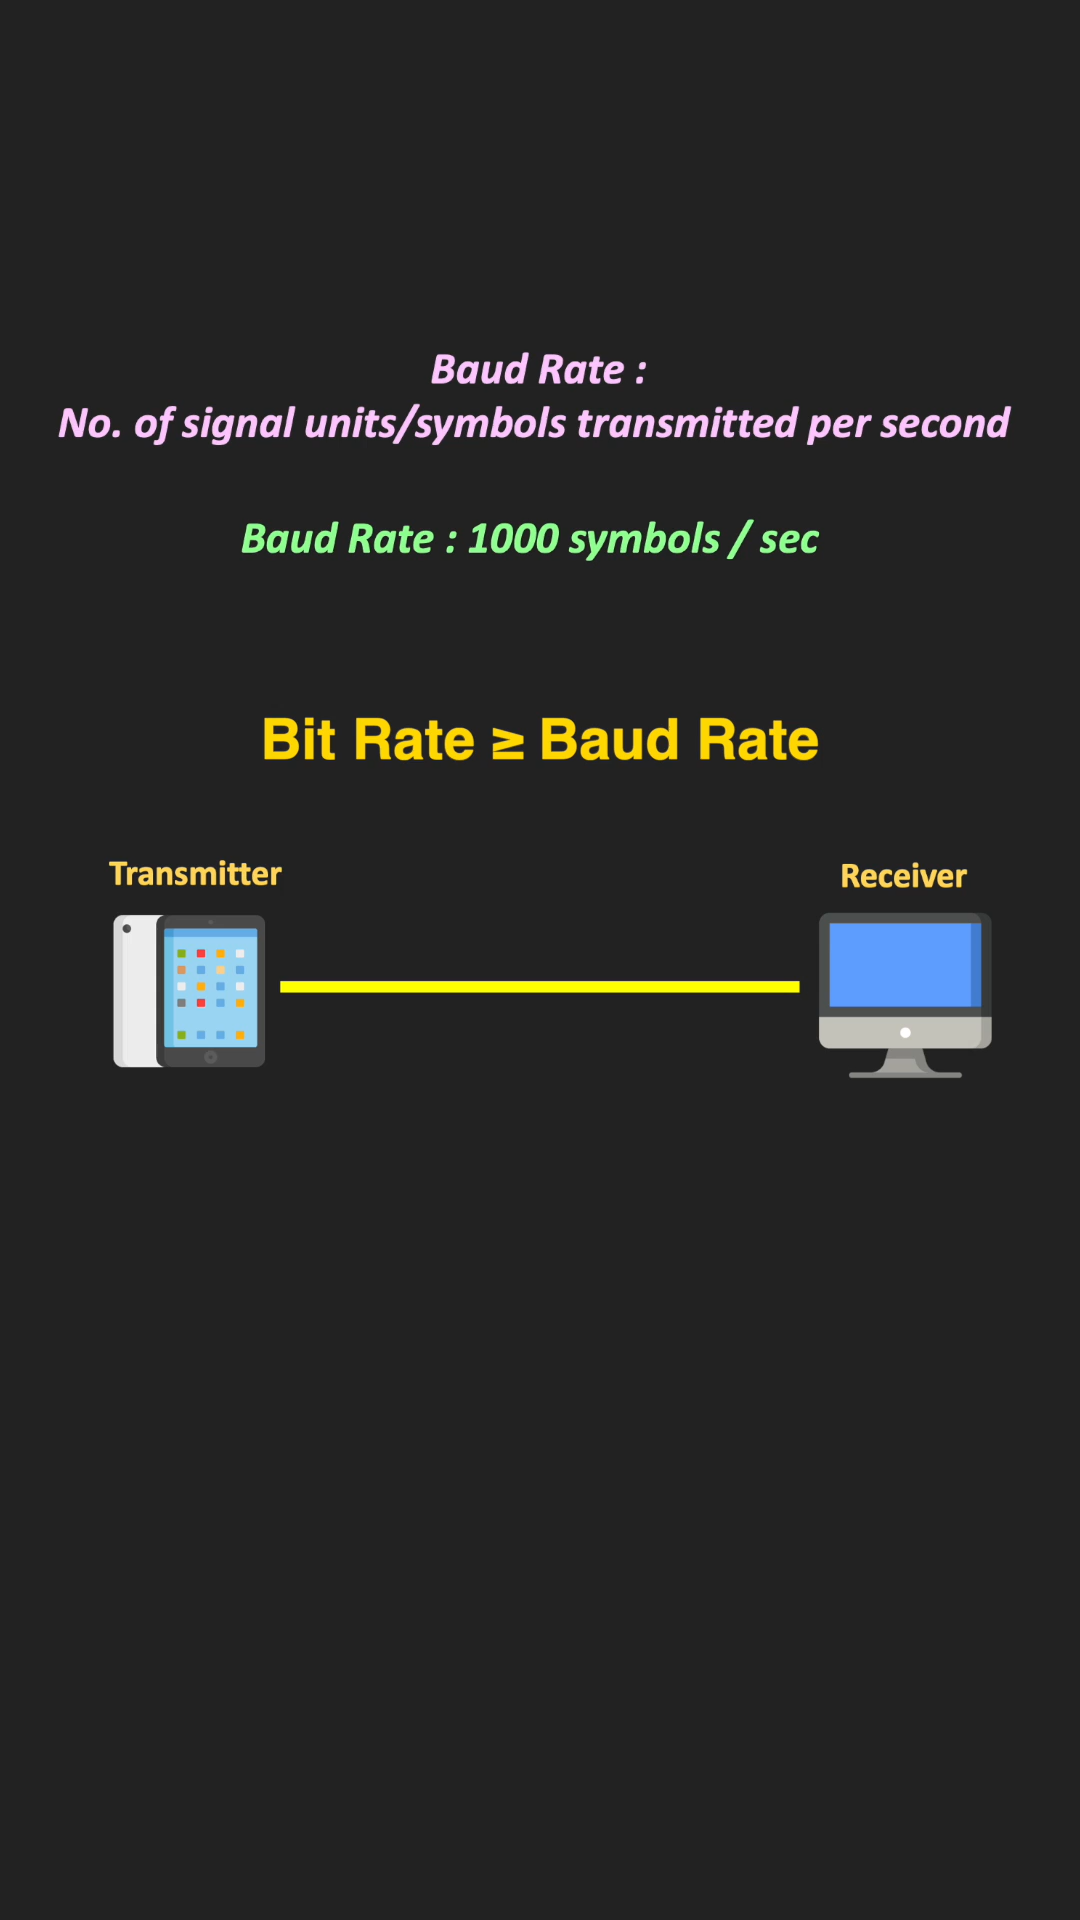 Baud Rate :
No. of signal units/symbols transmitted per second
Baud Rate : 1000 symbols / sec
Bit Rate ≥ Baud Rate
Transmitter
Receiver